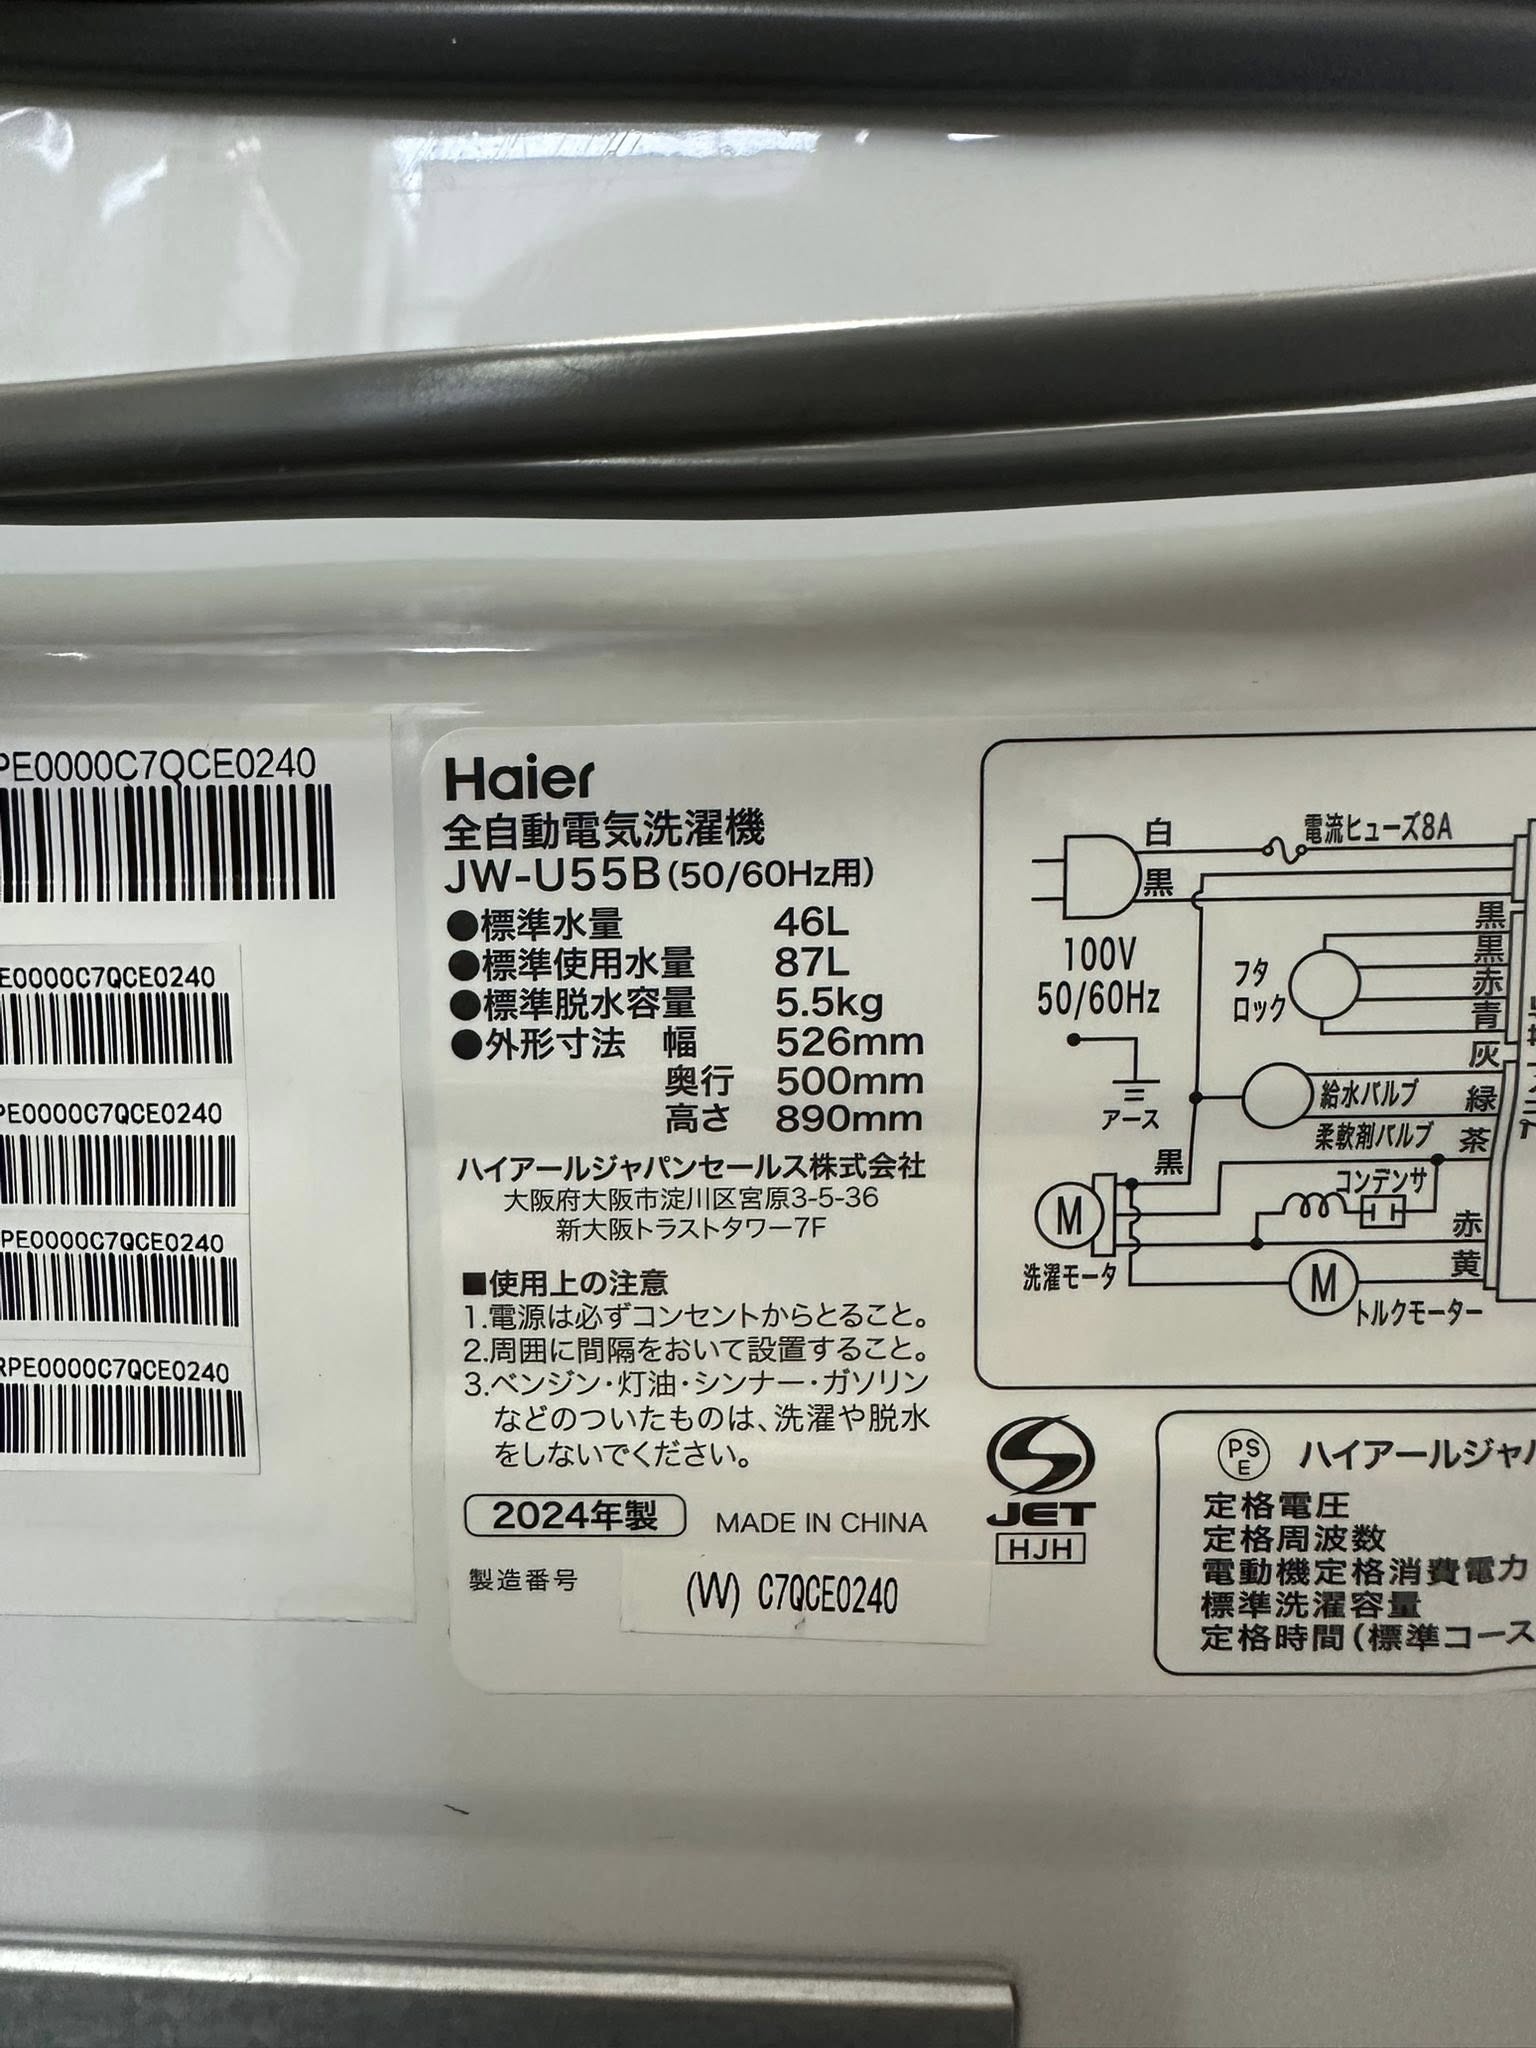 PE0000C7QCE0240
E0000C7QCE0240
PE0000C7QCE0240
PE0000C7QCE0240
RPE0000C7QCE0240
Haier
全自動電気洗濯機
JW-U55B(50/60Hz用)
●標準水量 46L
●標準使用水量 87L
●標準脱水容量 5.5kg
●外形寸法 幅 526mm
奥行 500mm
高さ 890mm
ハイアールジャパンセールス株式会社
大阪府大阪市淀川区宮原3-5-36
新大阪トラストタワー7F
■使用上の注意
1.電源は必ずコンセントからとること。
2.周囲に間隔をおいて設置すること。
3.ベンジン・灯油・シンナー・ガソリン
などのついたものは、洗濯や脱水
をしないでください。
2024年製 MADE IN CHINA
製造番号 (W) C7QCE0240
白
電流ヒューズ8A
黒
100V
50/60Hz
アース
フタ
ロック
黒
黒
赤
青
灰
給水バルブ
緑
柔軟剤バルブ
茶
黒
コンデンサ
M
洗濯モータ
赤
黄
M
トルクモーター
JET
HJH
PS
E
ハイアールジャパ
定格電圧
定格周波数
電動機定格消費電力
標準洗濯容量
定格時間(標準コース